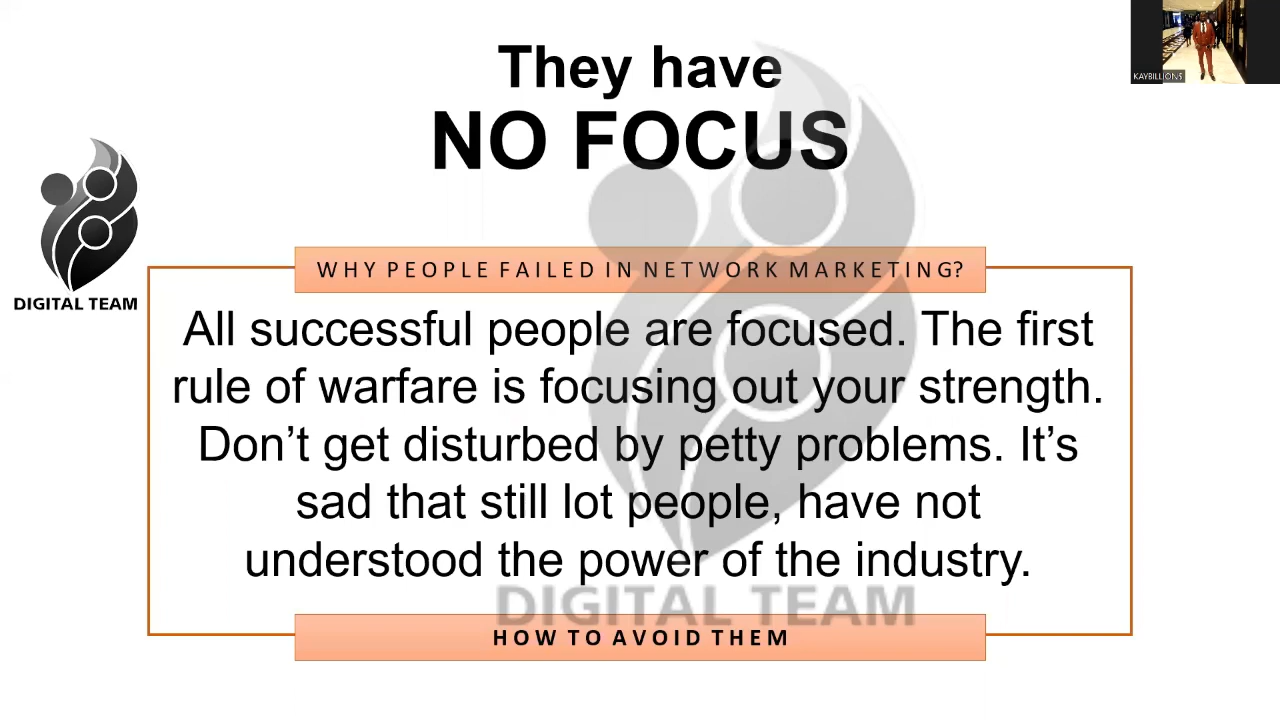 They have
NO FOCUS
KAYBILLIONS
DIGITAL TEAM
WHY PEOPLE FAILED IN NETWORK MARKETING?
All successful people are focused. The first
rule of warfare is focusing out your strength.
Don’t get disturbed by petty problems. It’s
sad that still lot people, have not
understood the power of the industry.
DIGITAL TEAM
HOW TO AVOID THEM